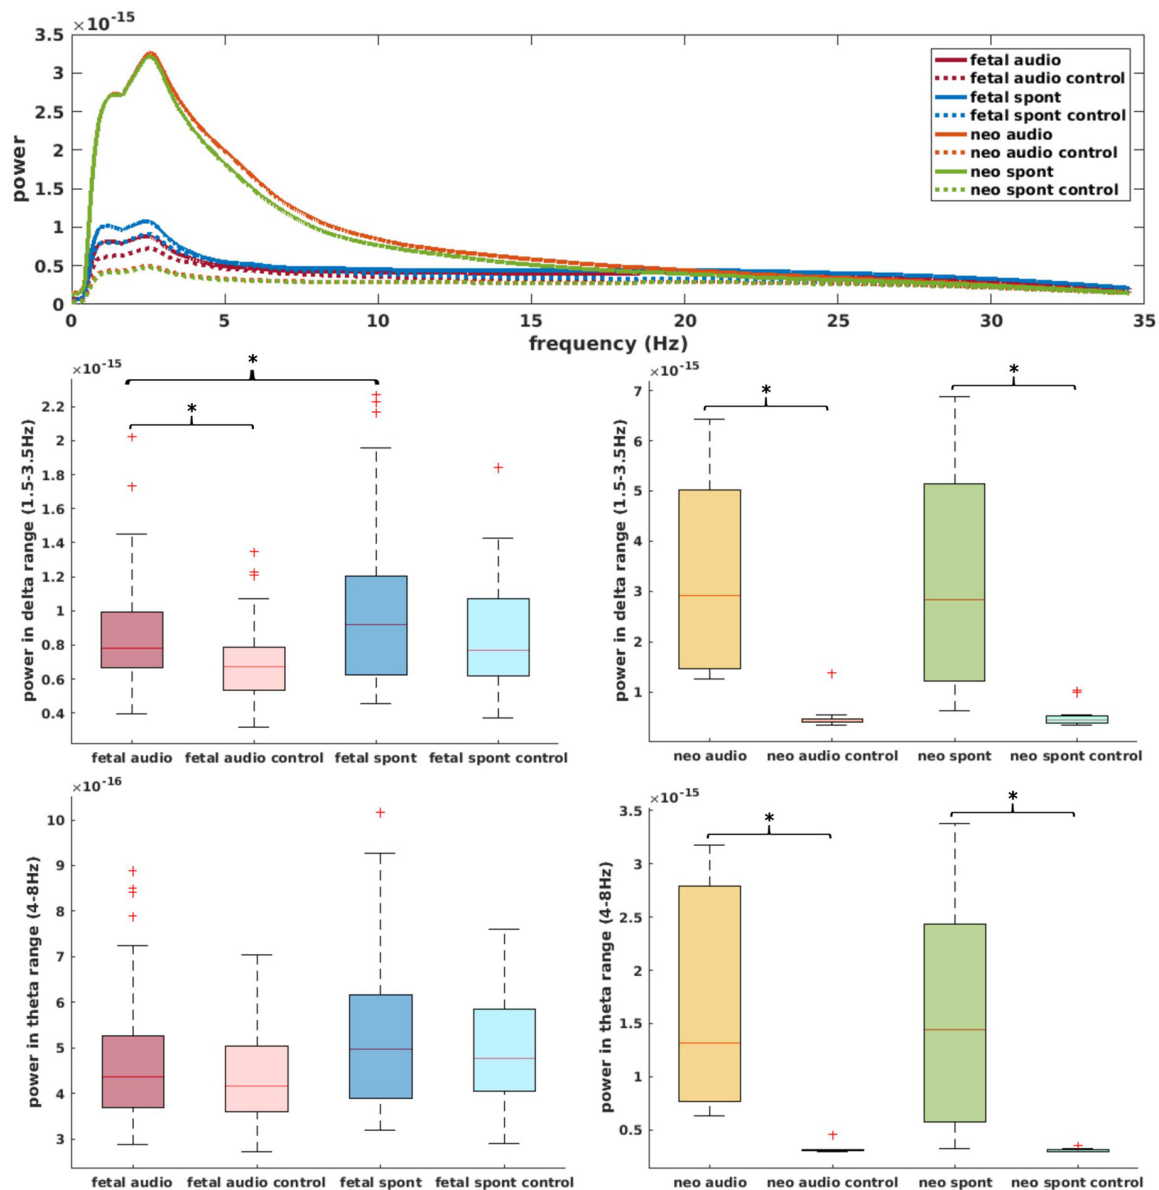 ×10-15
3.5
3
2.5
2
1.5
1
0.5
0
power
0 5 10 15 20 25 30 35
frequency (Hz)
fetal audio
fetal audio control
fetal spont
fetal spont control
neo audio
neo audio control
neo spont
neo spont control
×10-15
2.2
2
1.8
1.6
1.4
1.2
1
0.8
0.6
0.4
power in delta range (1.5-3.5Hz)
* *
fetal audio fetal audio control fetal spont fetal spont control
×10-15
7
6
5
4
3
2
1
power in delta range (1.5-3.5Hz)
* *
neo audio neo audio control neo spont neo spont control
×10-16
10
9
8
7
6
5
4
3
power in theta range (4-8Hz)
fetal audio fetal audio control fetal spont fetal spont control
×10-15
3.5
3
2.5
2
1.5
1
0.5
power in theta range (4-8Hz)
* *
neo audio neo audio control neo spont neo spont control